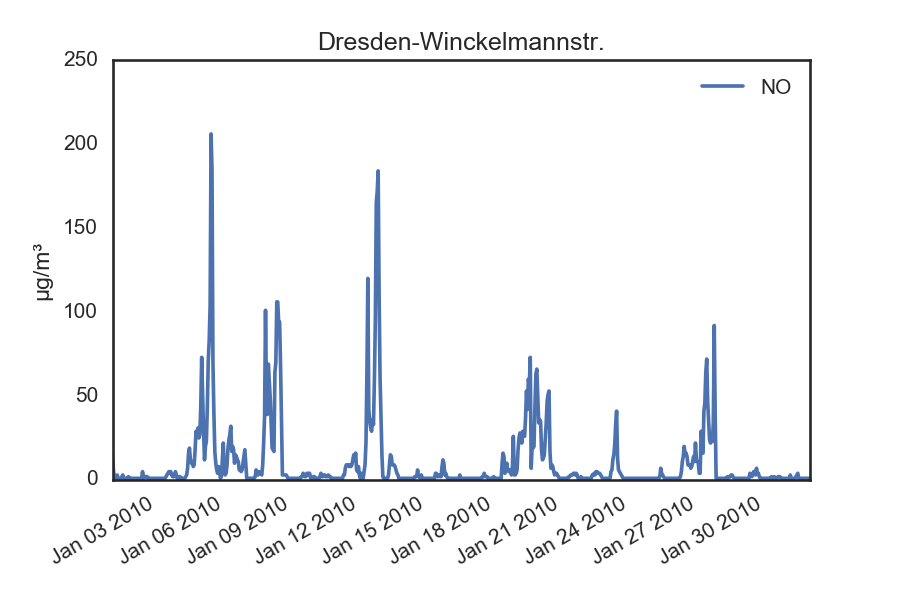 Dresden-Winckelmannstr.
NO
250
200
150
100
50
0
µg/m³
Jan 03 2010
Jan 06 2010
Jan 09 2010
Jan 12 2010
Jan 15 2010
Jan 18 2010
Jan 21 2010
Jan 24 2010
Jan 27 2010
Jan 30 2010